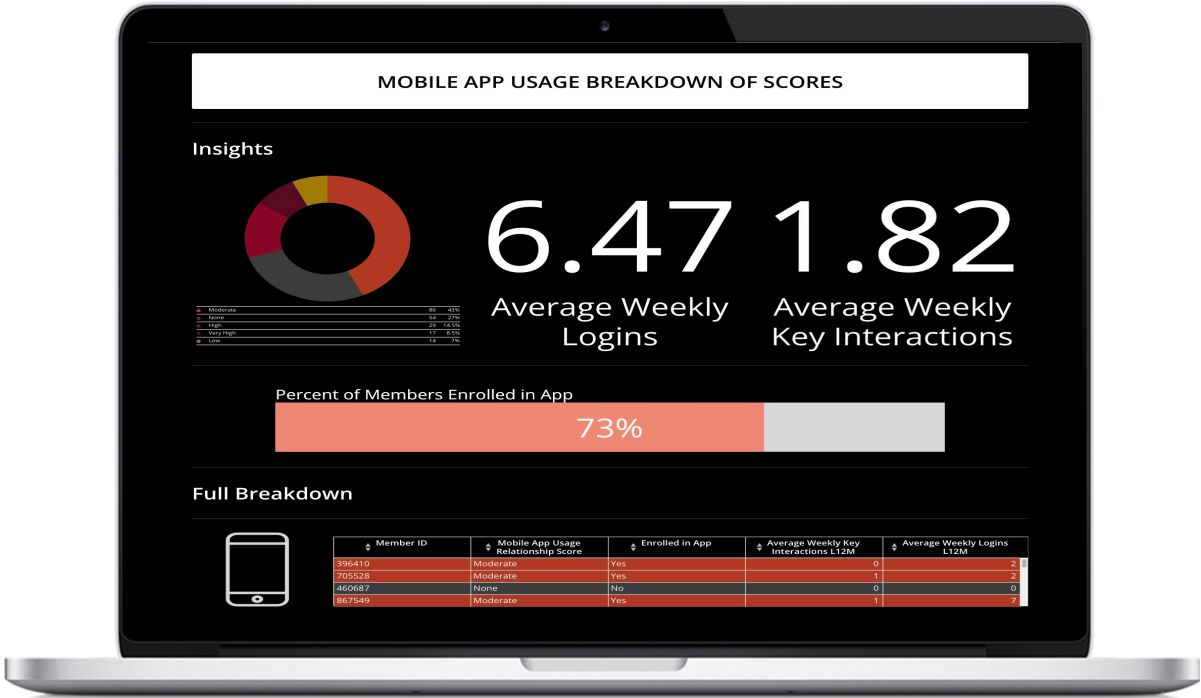 MOBILE APP USAGE BREAKDOWN OF SCORES
Insights
Moderate 86 43%
None 54 27%
High 29 14.5%
Very High 17 8.5%
Low 14 7%
6.47
Average Weekly
Logins
1.82
Average Weekly
Key Interactions
Percent of Members Enrolled in App
73%
Full Breakdown
Member ID Mobile App Usage Relationship Score Enrolled in App Average Weekly Key Interactions L12M Average Weekly Logins L12M
396410 Moderate Yes 0 2
705528 Moderate Yes 1 2
460687 None No 0 0
867549 Moderate Yes 1 7